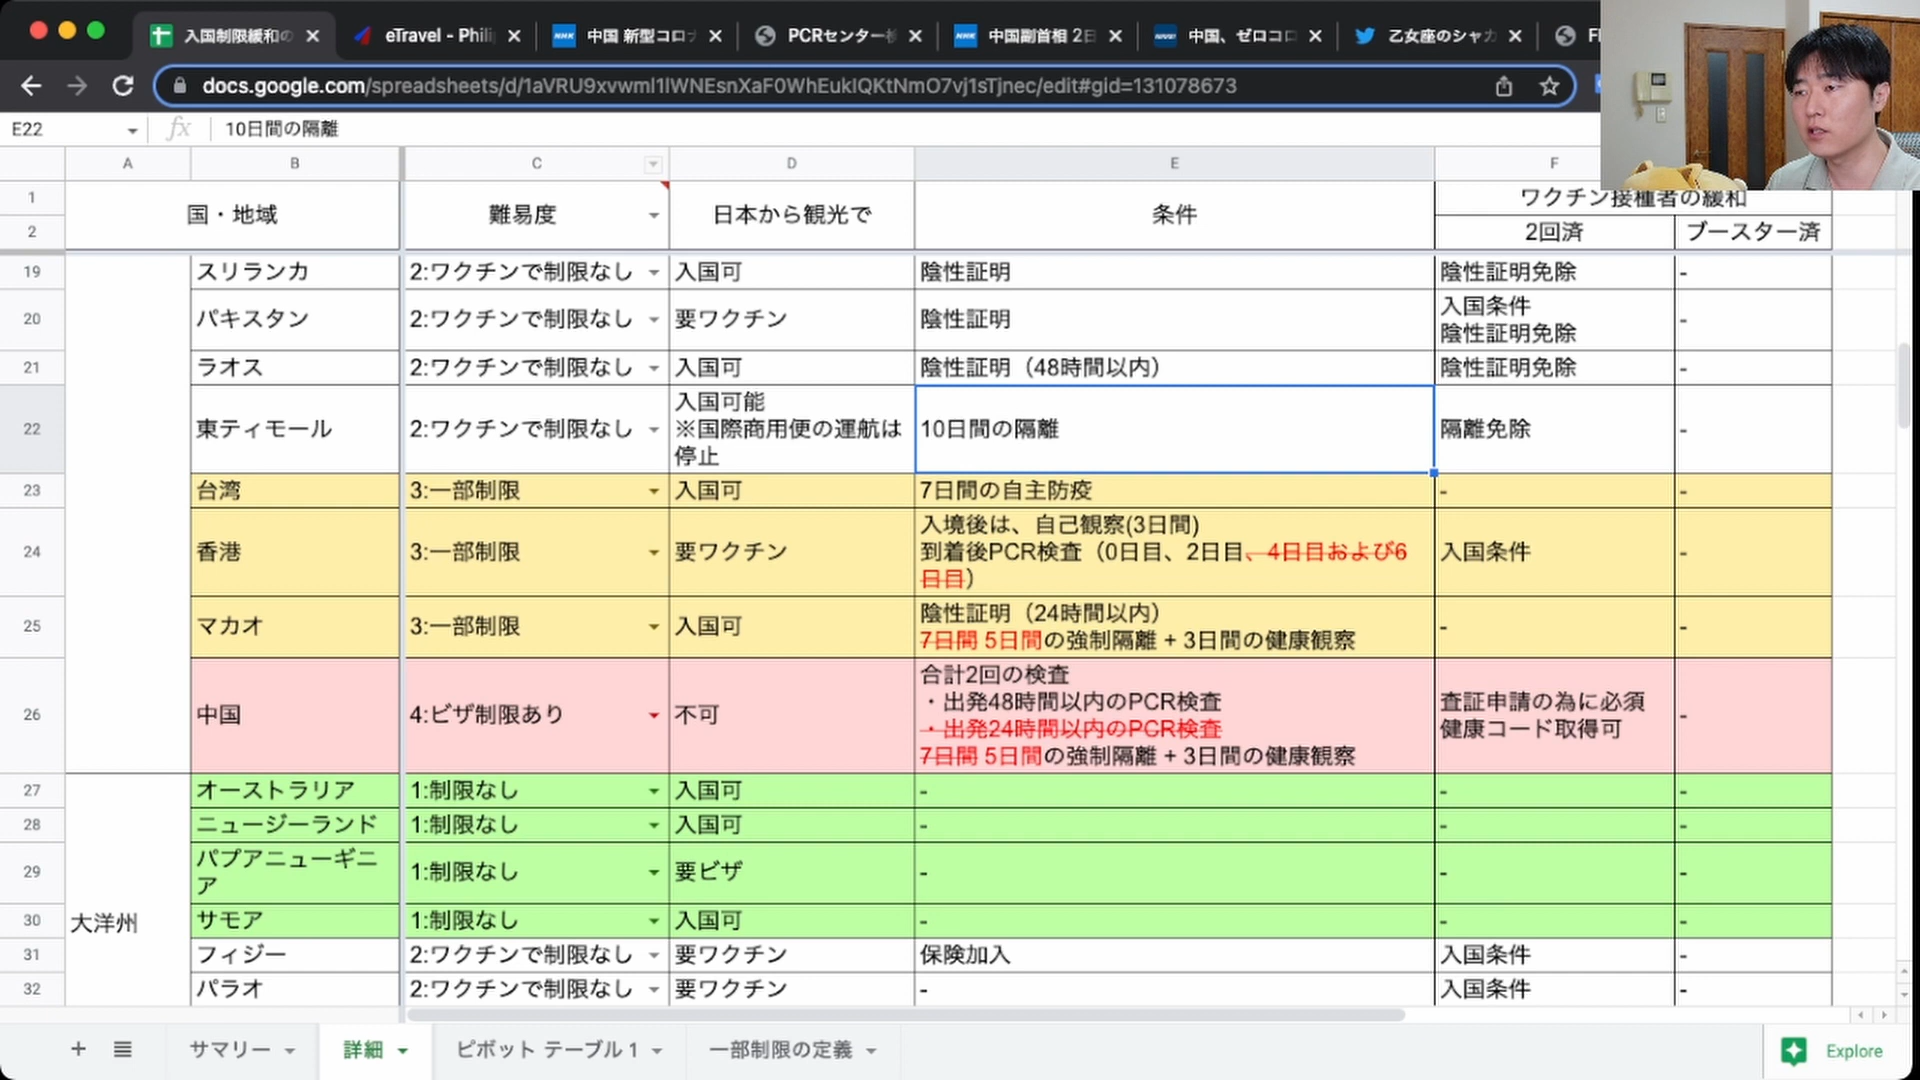 入国制限緩和の
eTravel - Phili
中国 新型コロナ
PCRセンター検
中国副首相 2日
中国、ゼロコロ
乙女座のシャカ
docs.google.com/spreadsheets/d/1aVRU9xvwml1lWNEsnXaF0WhEukIQKtNmO7vj1sTjnec/edit#gid=131078673
E22
fx
10日間の隔離
A
B
C
D
E
F
1
2
国・地域
難易度
日本から観光で
条件
ワクチン接種者の緩和
2回済
ブースター済
19
スリランカ
2:ワクチンで制限なし
入国可
陰性証明
陰性証明免除
-
20
パキスタン
2:ワクチンで制限なし
要ワクチン
陰性証明
入国条件
陰性証明免除
-
21
ラオス
2:ワクチンで制限なし
入国可
陰性証明（48時間以内）
陰性証明免除
-
22
東ティモール
2:ワクチンで制限なし
入国可能
※国際商用便の運航は
停止
10日間の隔離
隔離免除
-
23
台湾
3:一部制限
入国可
7日間の自主防疫
-
-
24
香港
3:一部制限
要ワクチン
入境後は、自己観察(3日間)
到着後PCR検査（0日目、2日目、4日目および6
日目）
入国条件
-
25
マカオ
3:一部制限
入国可
陰性証明（24時間以内）
7日間 5日間の強制隔離 + 3日間の健康観察
-
-
26
中国
4:ビザ制限あり
不可
合計2回の検査
・出発48時間以内のPCR検査
・出発24時間以内のPCR検査
7日間 5日間の強制隔離 + 3日間の健康観察
査証申請の為に必須
健康コード取得可
-
27
オーストラリア
1:制限なし
入国可
-
-
-
28
ニュージーランド
1:制限なし
入国可
-
-
-
29
パプアニューギニ
ア
1:制限なし
要ビザ
-
-
-
30
大洋州
サモア
1:制限なし
入国可
-
-
-
31
フィジー
2:ワクチンで制限なし
要ワクチン
保険加入
入国条件
-
32
パラオ
2:ワクチンで制限なし
要ワクチン
-
入国条件
-
サマリー
詳細
ピボット テーブル 1
一部制限の定義
Explore